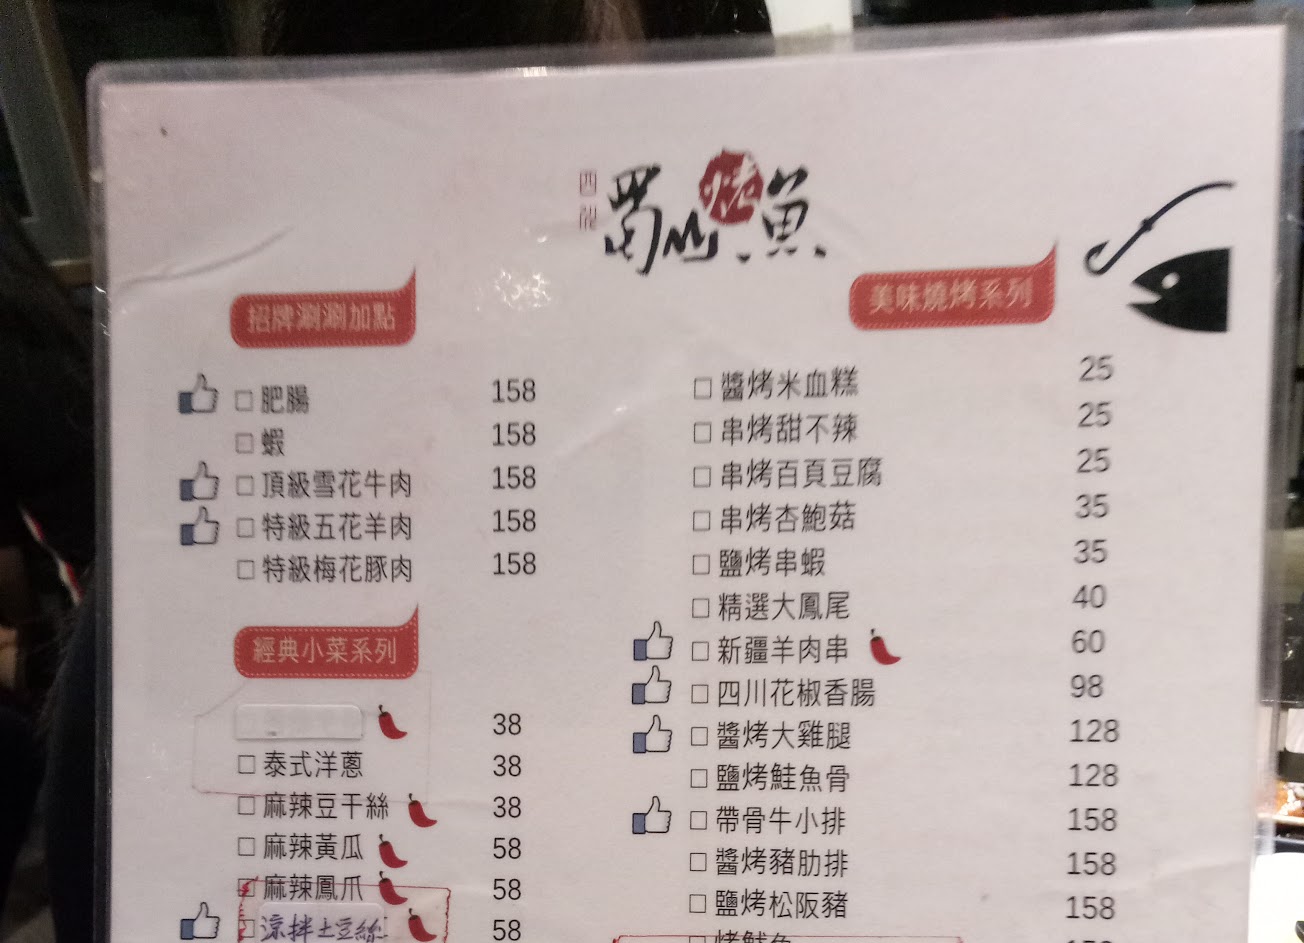 蜀山烤魚
招牌涮涮加點
肥腸 158
蝦 158
頂級雪花牛肉 158
特級五花羊肉 158
特級梅花豚肉 158
經典小菜系列
38
泰式洋蔥 38
麻辣豆干絲 38
麻辣黃瓜 58
麻辣鳳爪 58
涼拌土豆絲 58
美味燒烤系列
醬烤米血糕 25
串烤甜不辣 25
串烤百頁豆腐 25
串烤杏鮑菇 35
鹽烤串蝦 35
精選大鳳尾 40
新疆羊肉串 60
四川花椒香腸 98
醬烤大雞腿 128
鹽烤鮭魚骨 128
帶骨牛小排 158
醬烤豬肋排 158
鹽烤松阪豬 158